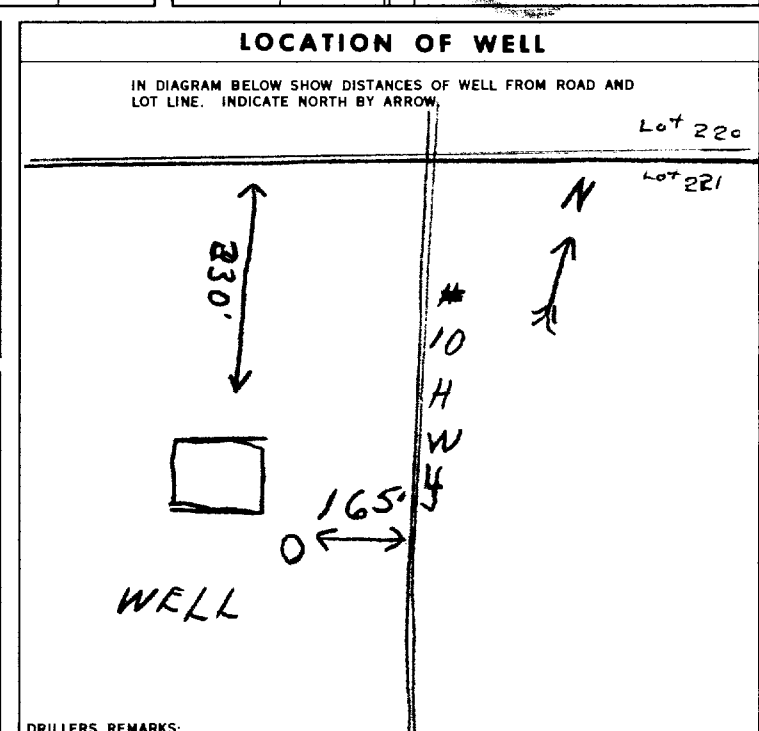 LOCATION OF WELL
IN DIAGRAM BELOW SHOW DISTANCES OF WELL FROM ROAD AND
LOT LINE. INDICATE NORTH BY ARROW.
Lot 220
Lot 221
N
#
10
H
W
Y
165'
O
WELL
DRILLERS REMARKS: